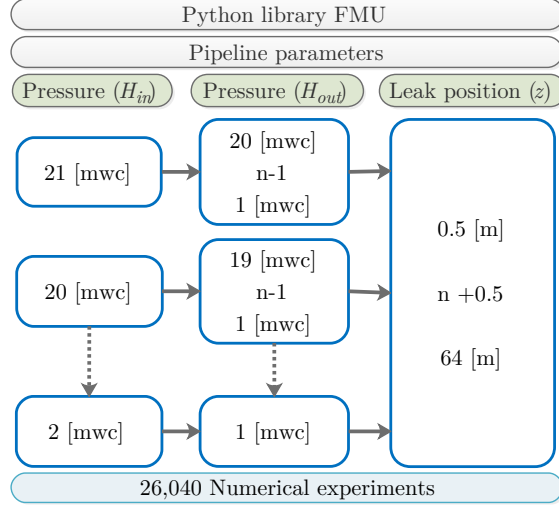 Python library FMU
Pipeline parameters
Pressure (H_in)
Pressure (H_out)
Leak position (z)
21 [mwc]
20 [mwc]
n-1
1 [mwc]
20 [mwc]
19 [mwc]
n-1
1 [mwc]
2 [mwc]
1 [mwc]
0.5 [m]
n +0.5
64 [m]
26,040 Numerical experiments